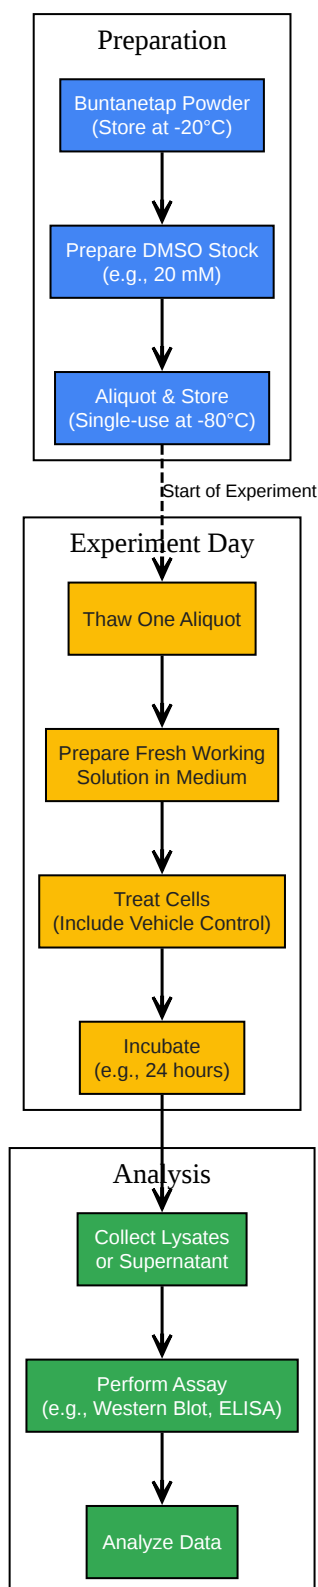 Preparation
Buntanetap Powder
(Store at -20°C)
Prepare DMSO Stock
(e.g., 20 mM)
Aliquot & Store
(Single-use at -80°C)
Start of Experiment
Experiment Day
Thaw One Aliquot
Prepare Fresh Working
Solution in Medium
Treat Cells
(Include Vehicle Control)
Incubate
(e.g., 24 hours)
Analysis
Collect Lysates
or Supernatant
Perform Assay
(e.g., Western Blot, ELISA)
Analyze Data